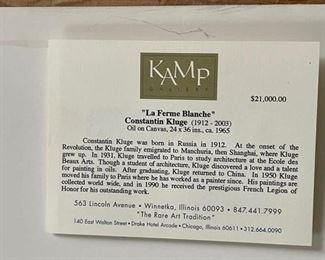 KAMP
GALLERY
$21,000.00
"La Ferme Blanche"
Constantin Kluge (1912 - 2003)
Oil on Canvas, 24 x 36 ins., ca. 1965
Constantin Kluge was born in Russia in 1912. At the onset of the
Revolution, the Kluge family emigrated to Manchuria, then Shanghai, where Kluge
grew up. In 1931, Kluge travelled to Paris to study architecture at the Ecole des
Beaux Arts. Though a student of architecture, Kluge discovered a love and a talent
for painting in oils. After graduating, Kluge returned to China. In 1950 Kluge
moved his family to Paris where he has worked as a painter since. His paintings are
collected world wide, and in 1990 he received the prestigious French Legion of
Honor for his outstanding work.
563 Lincoln Avenue • Winnetka, Illinois 60093 • 847.441.7999
"The Rare Art Tradition"
140 East Walton Street • Drake Hotel Arcade • Chicago, Illinois 60611 • 312.664.0090